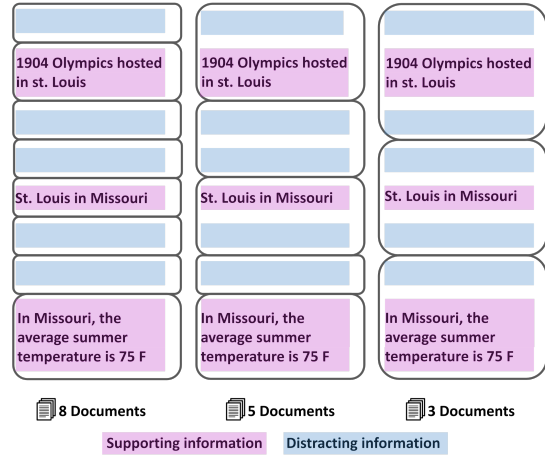 1904 Olympics hosted
in st. Louis
St. Louis in Missouri
In Missouri, the
average summer
temperature is 75 F
8 Documents
1904 Olympics hosted
in st. Louis
St. Louis in Missouri
In Missouri, the
average summer
temperature is 75 F
5 Documents
1904 Olympics hosted
in st. Louis
St. Louis in Missouri
In Missouri, the
average summer
temperature is 75 F
3 Documents
Supporting information
Distracting information